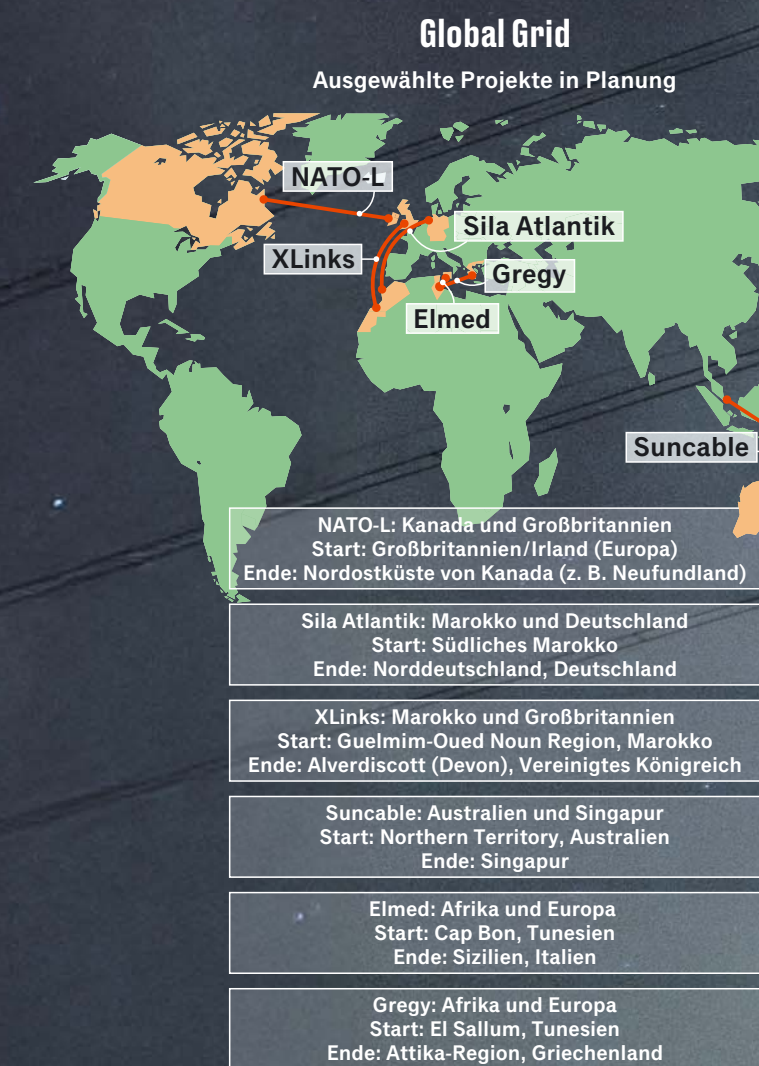 Global Grid
Ausgewählte Projekte in Planung
NATO-L
Sila Atlantik
XLinks
Gregy
Elmed
Suncable
NATO-L: Kanada und Großbritannien
Start: Großbritannien/Irland (Europa)
Ende: Nordostküste von Kanada (z. B. Neufundland)
Sila Atlantik: Marokko und Deutschland
Start: Südliches Marokko
Ende: Norddeutschland, Deutschland
XLinks: Marokko und Großbritannien
Start: Guelmim-Oued Noun Region, Marokko
Ende: Alverdiscott (Devon), Vereinigtes Königreich
Suncable: Australien und Singapur
Start: Northern Territory, Australien
Ende: Singapur
Elmed: Afrika und Europa
Start: Cap Bon, Tunesien
Ende: Sizilien, Italien
Gregy: Afrika und Europa
Start: El Sallum, Tunesien
Ende: Attika-Region, Griechenland